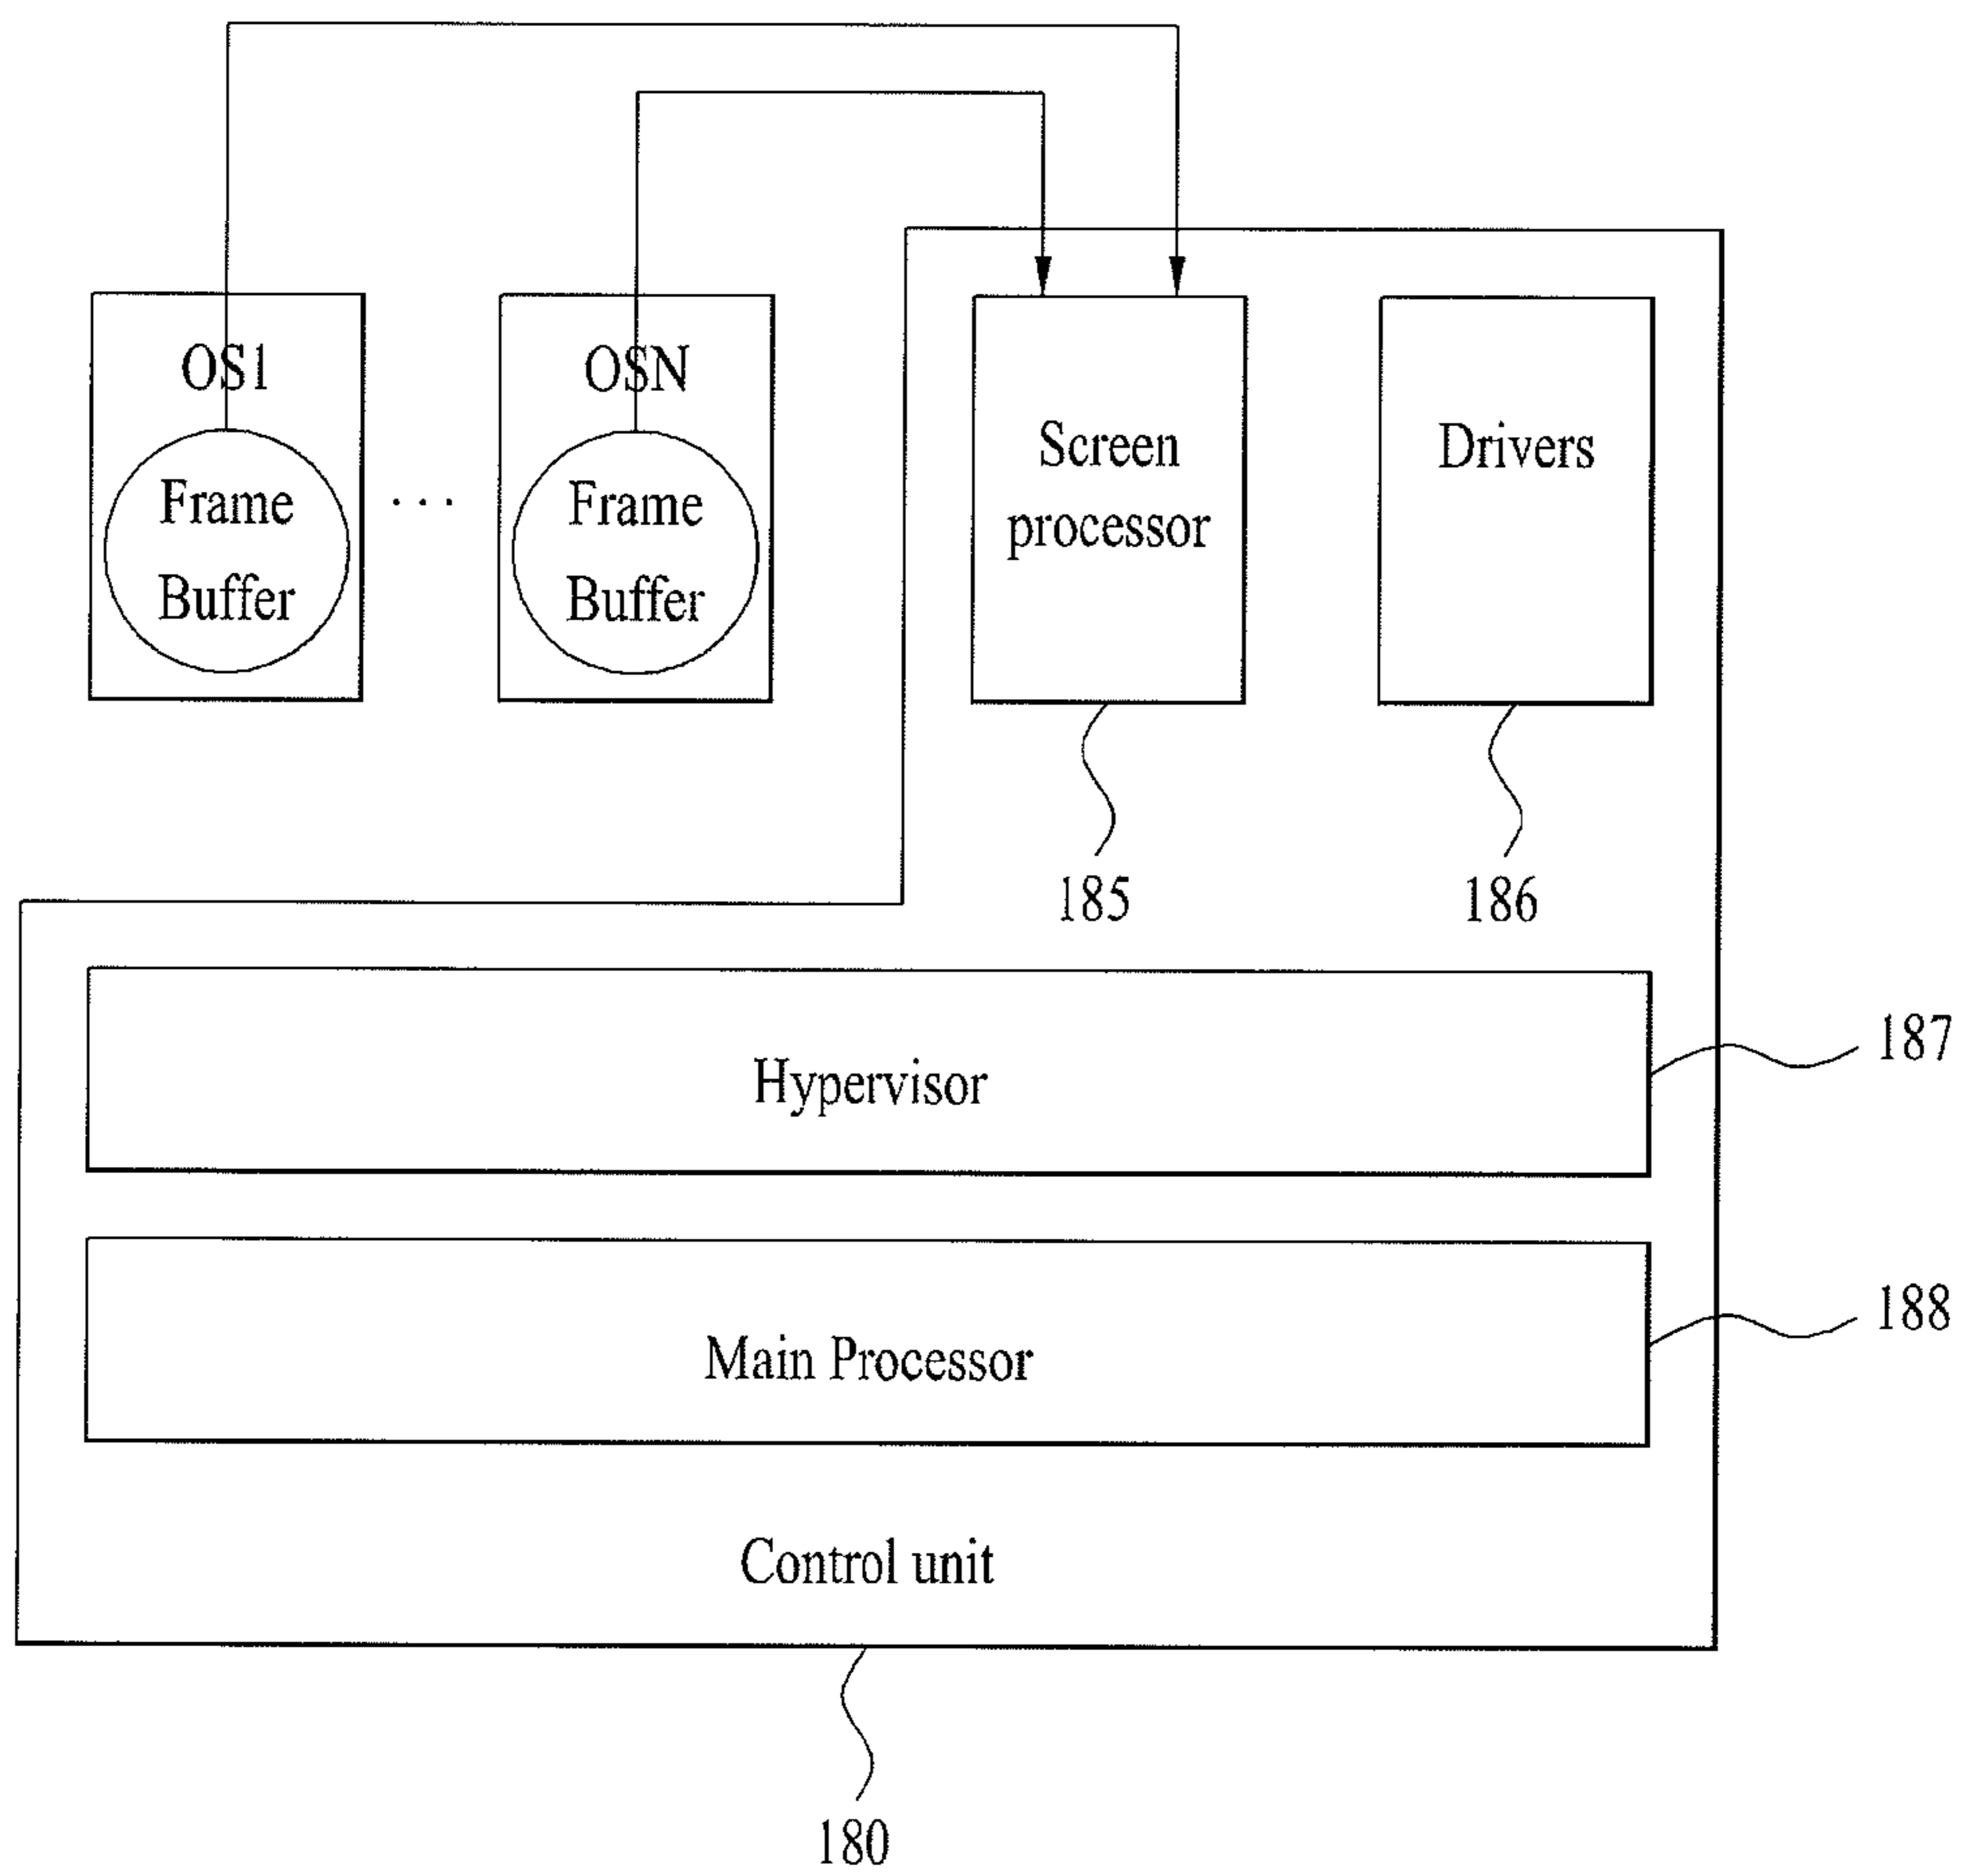 OS1
Frame
Buffer
. . .
OSN
Frame
Buffer
Screen
processor
Drivers
185
186
Hypervisor
187
Main Processor
188
Control unit
180